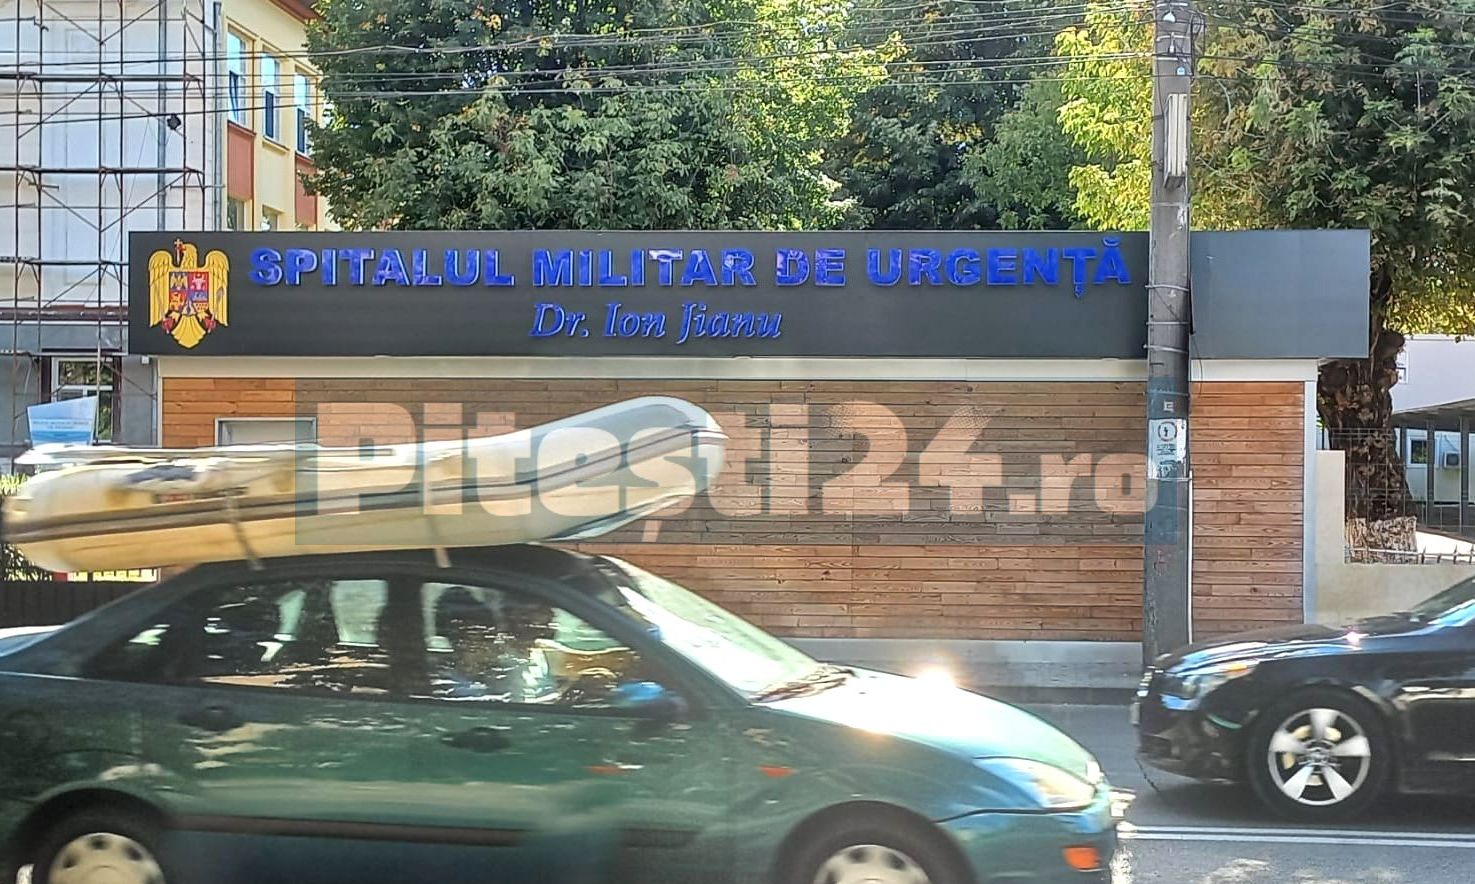 SPITALUL MILITAR DE URGENȚĂ
Dr. Ion Jianu
Pitești24.ro